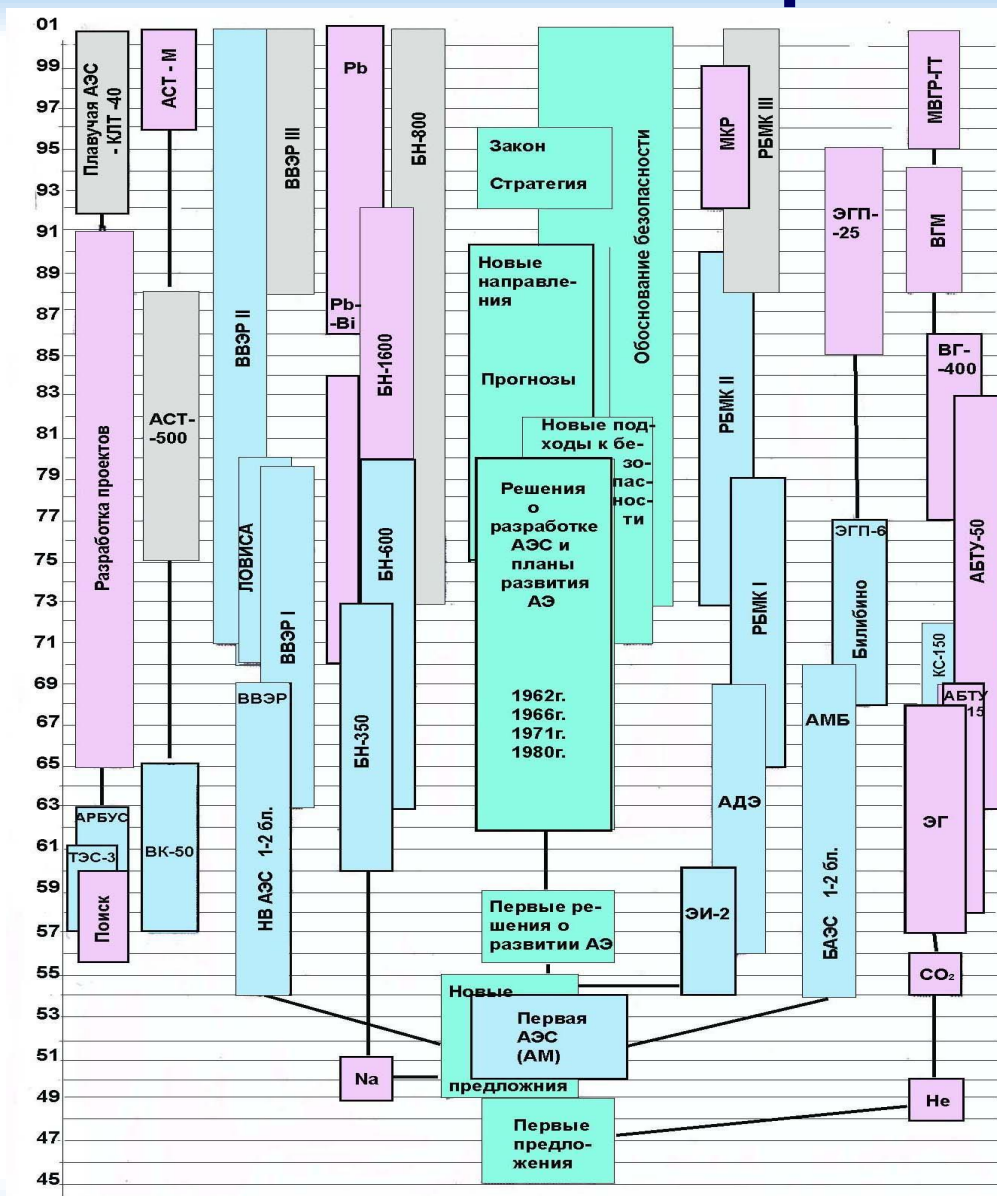 01
99
97
95
93
91
89
87
85
83
81
79
77
75
73
71
69
67
65
63
61
59
57
55
53
51
49
47
45
Плавучая АЭС
- КЛТ -40
Разработка проектов
АРБУС
ТЭС-3
Поиск
АСТ - М
АСТ-
-500
ВК-50
ВВЭР II
ВВЭР III
ЛОВИСА
ВВЭР I
ВВЭР
НВ АЭС 1-2 бл.
Pb
Pb-
-Bi
БН-800
БН-1600
БН-600
БН-350
Na
Закон
Стратегия
Обоснование безопасности
Новые
направле-
ния
Прогнозы
Новые под-
ходы к бе-
зо-
пас-
нос-
ти
Решения
о
разработке
АЭС и
планы
развития
АЭ
1962г.
1966г.
1971г.
1980г.
Первые ре-
шения о
развитии АЭ
Новые
Первая
АЭС
(АМ)
предложния
Первые
предло-
жения
МКР
РБМК III
РБМК II
РБМК I
АДЭ
ЭИ-2
ЭГП-
-25
ЭГП-6
Билибино
АМБ
БАЭС 1-2 бл.
МВГР-ГТ
ВГМ
ВГ-
-400
АБТУ-50
КС-150
АБТУ
15
ЭГ
CO₂
He